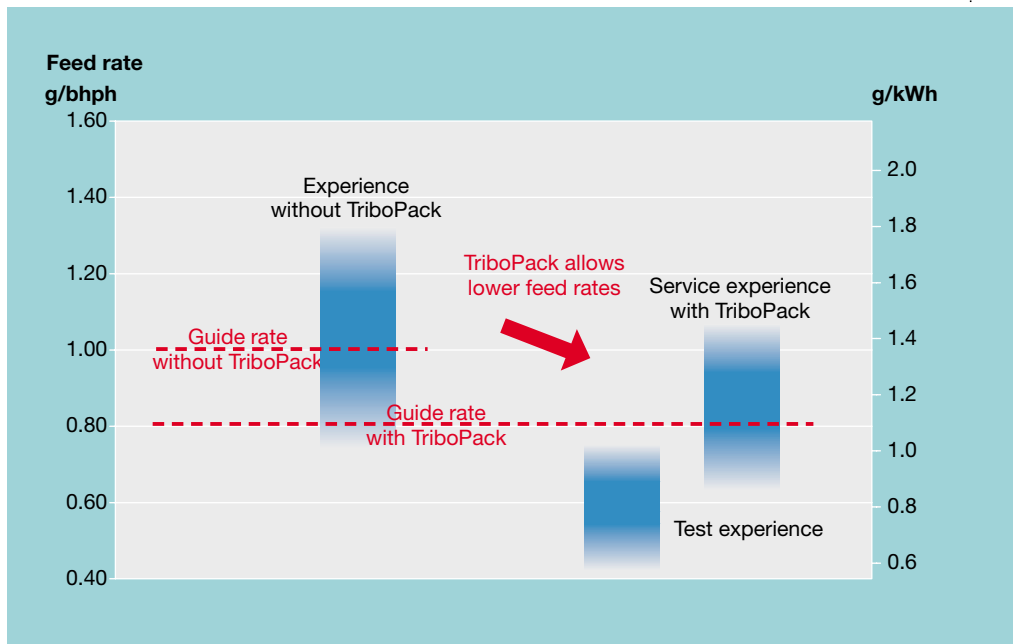 Feed rate
g/bhph
g/kWh
1.60
1.40
1.20
1.00
0.80
0.60
0.40
2.0
1.8
1.6
1.4
1.2
1.0
0.8
0.6
Experience
without TriboPack
TriboPack allows
lower feed rates
Service experience
with TriboPack
Guide rate
without TriboPack
Guide rate
with TriboPack
Test experience